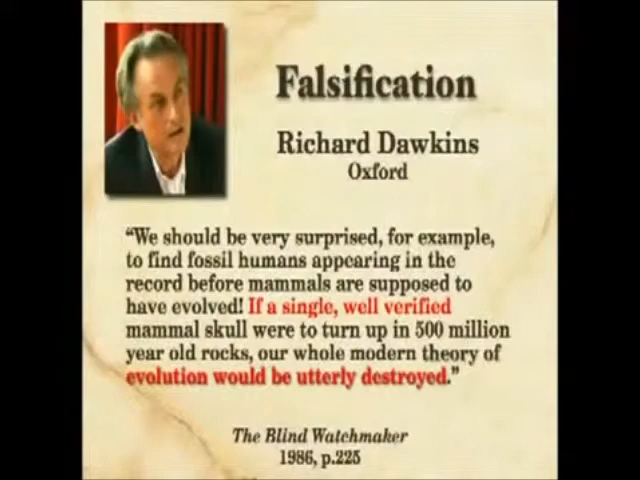 Falsification
Richard Dawkins
Oxford
“We should be very surprised, for example,
to find fossil humans appearing in the
record before mammals are supposed to
have evolved! If a single, well verified
mammal skull were to turn up in 500 million
year old rocks, our whole modern theory of
evolution would be utterly destroyed.”
The Blind Watchmaker
1986, p.225